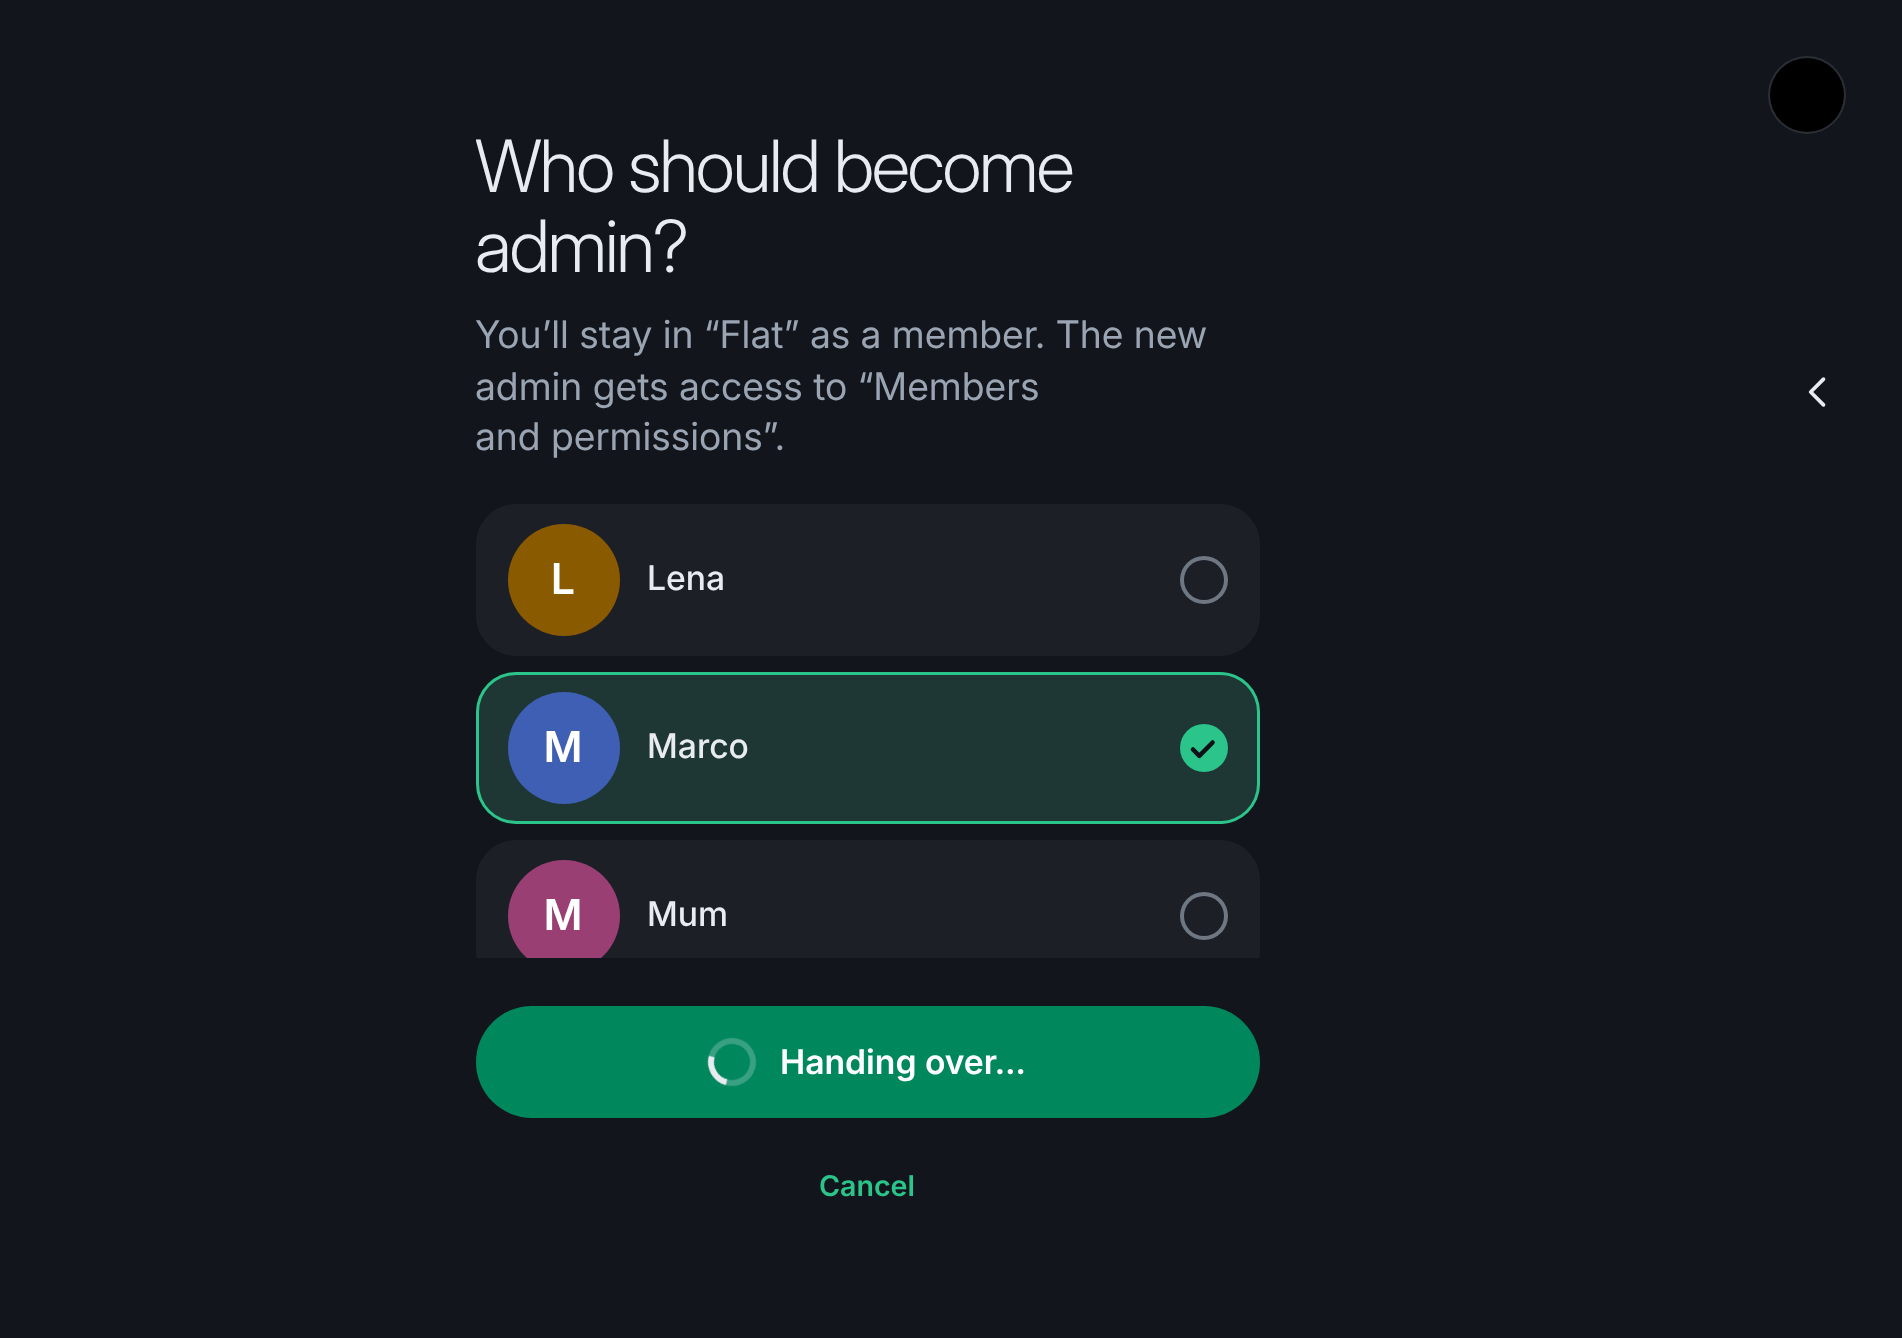 Who should become
admin?
You’ll stay in “Flat” as a member. The new
admin gets access to “Members
and permissions”.
L
Lena
M
Marco
M
Mum
Handing over…
Cancel